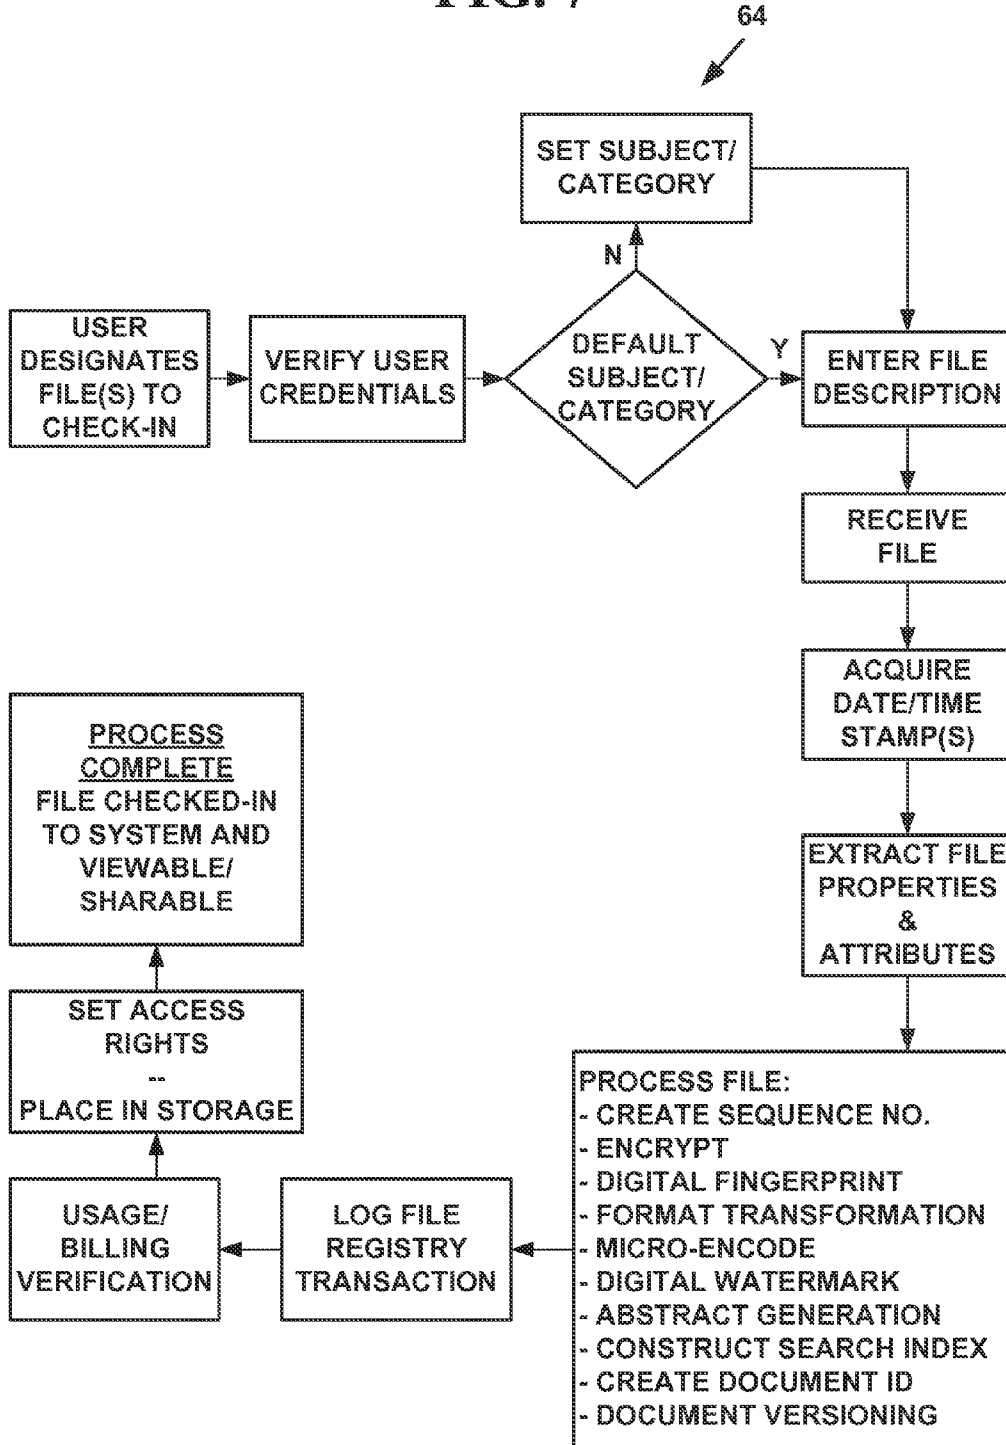 FIG. 7
64
SET SUBJECT/
CATEGORY
N
USER
DESIGNATES
FILE(S) TO
CHECK-IN
VERIFY USER
CREDENTIALS
DEFAULT
SUBJECT/
CATEGORY
Y
ENTER FILE
DESCRIPTION
RECEIVE
FILE
ACQUIRE
DATE/TIME
STAMP(S)
EXTRACT FILE
PROPERTIES
&
ATTRIBUTES
PROCESS FILE:
- CREATE SEQUENCE NO.
- ENCRYPT
- DIGITAL FINGERPRINT
- FORMAT TRANSFORMATION
- MICRO-ENCODE
- DIGITAL WATERMARK
- ABSTRACT GENERATION
- CONSTRUCT SEARCH INDEX
- CREATE DOCUMENT ID
- DOCUMENT VERSIONING
LOG FILE
REGISTRY
TRANSACTION
USAGE/
BILLING
VERIFICATION
SET ACCESS
RIGHTS
--
PLACE IN STORAGE
PROCESS
COMPLETE
FILE CHECKED-IN
TO SYSTEM AND
VIEWABLE/
SHARABLE